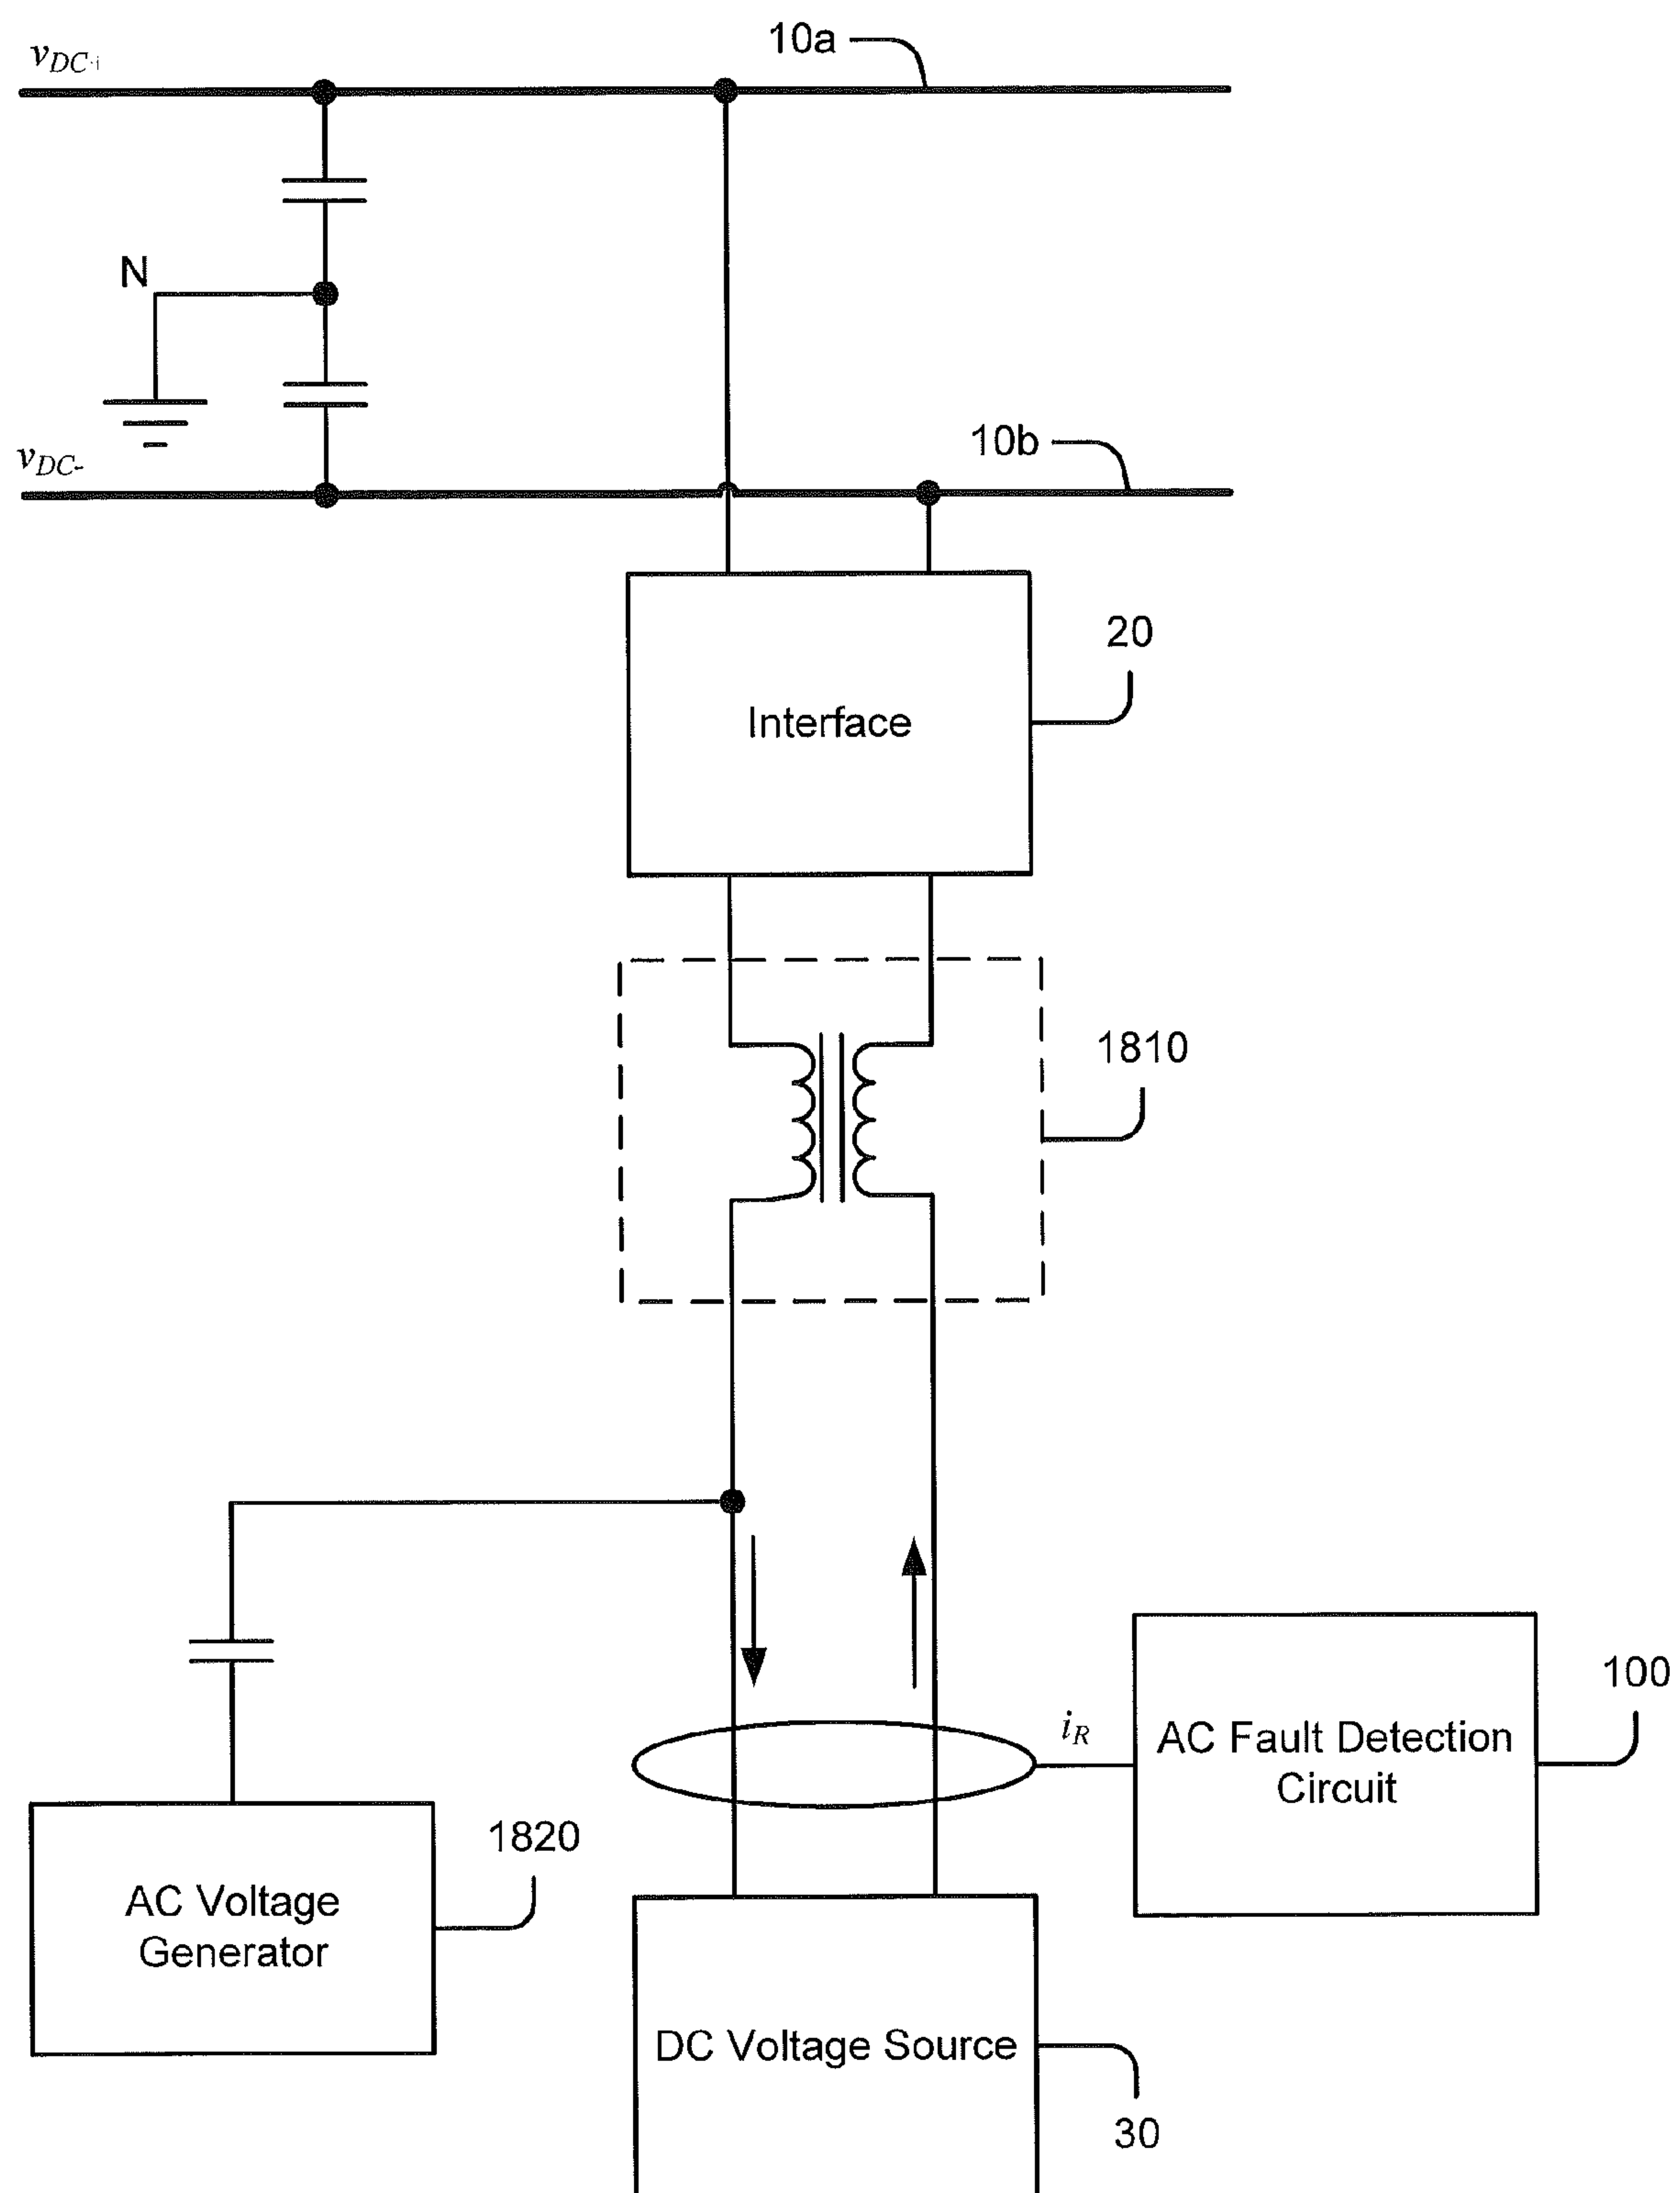 10a
vDC+
N
10b
vDC-
20
Interface
1810
100
iR
AC Fault Detection
Circuit
1820
AC Voltage
Generator
DC Voltage Source
30